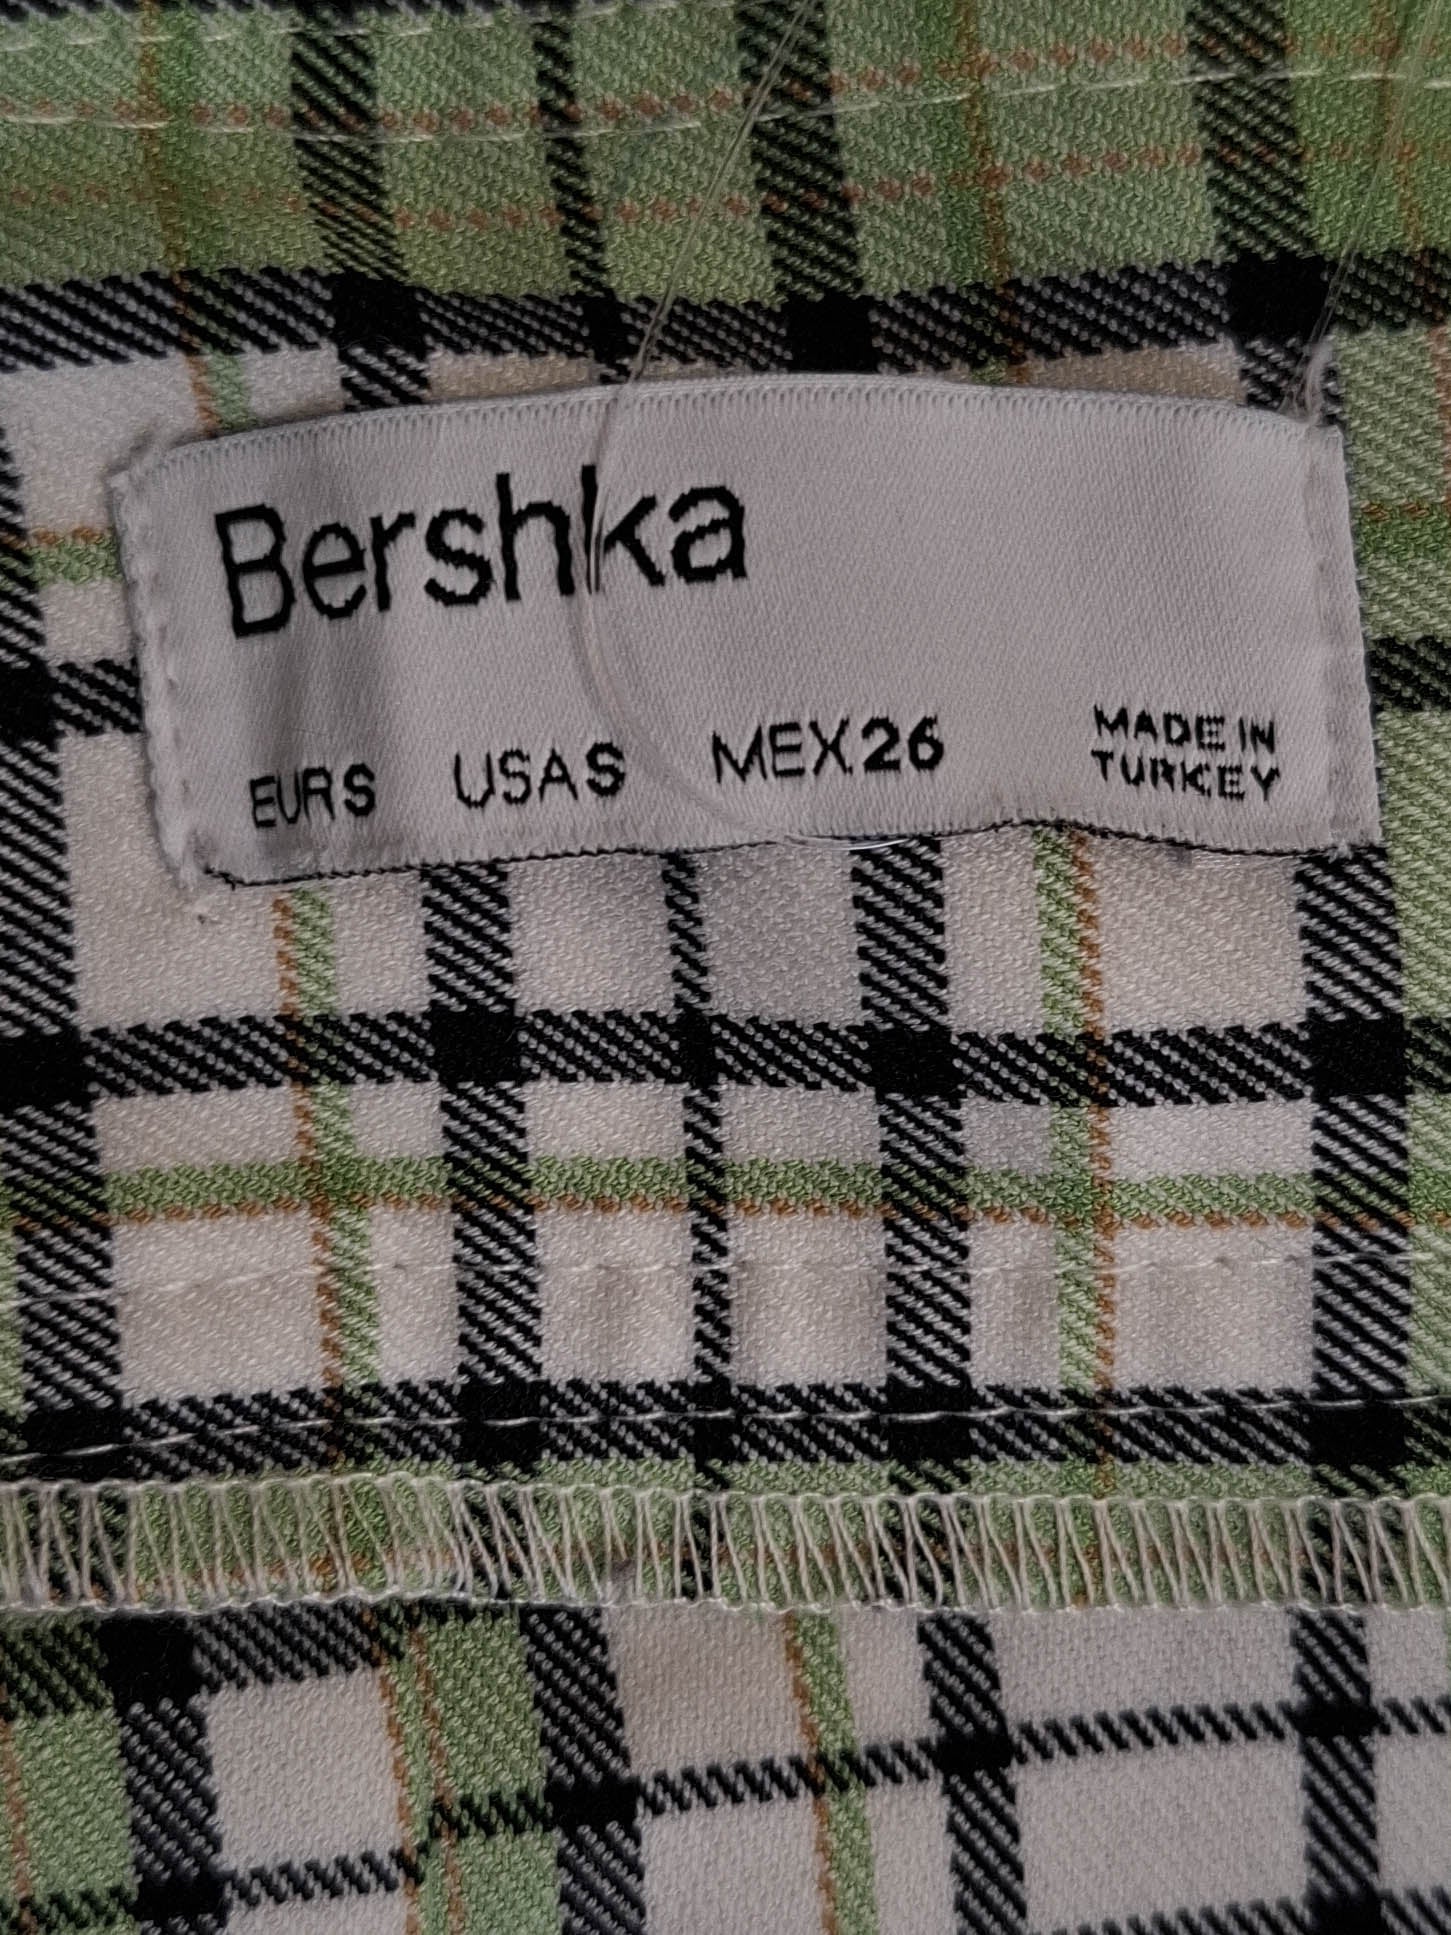 Bershka
EUR S USA S MEX 26 MADE IN
TURKEY